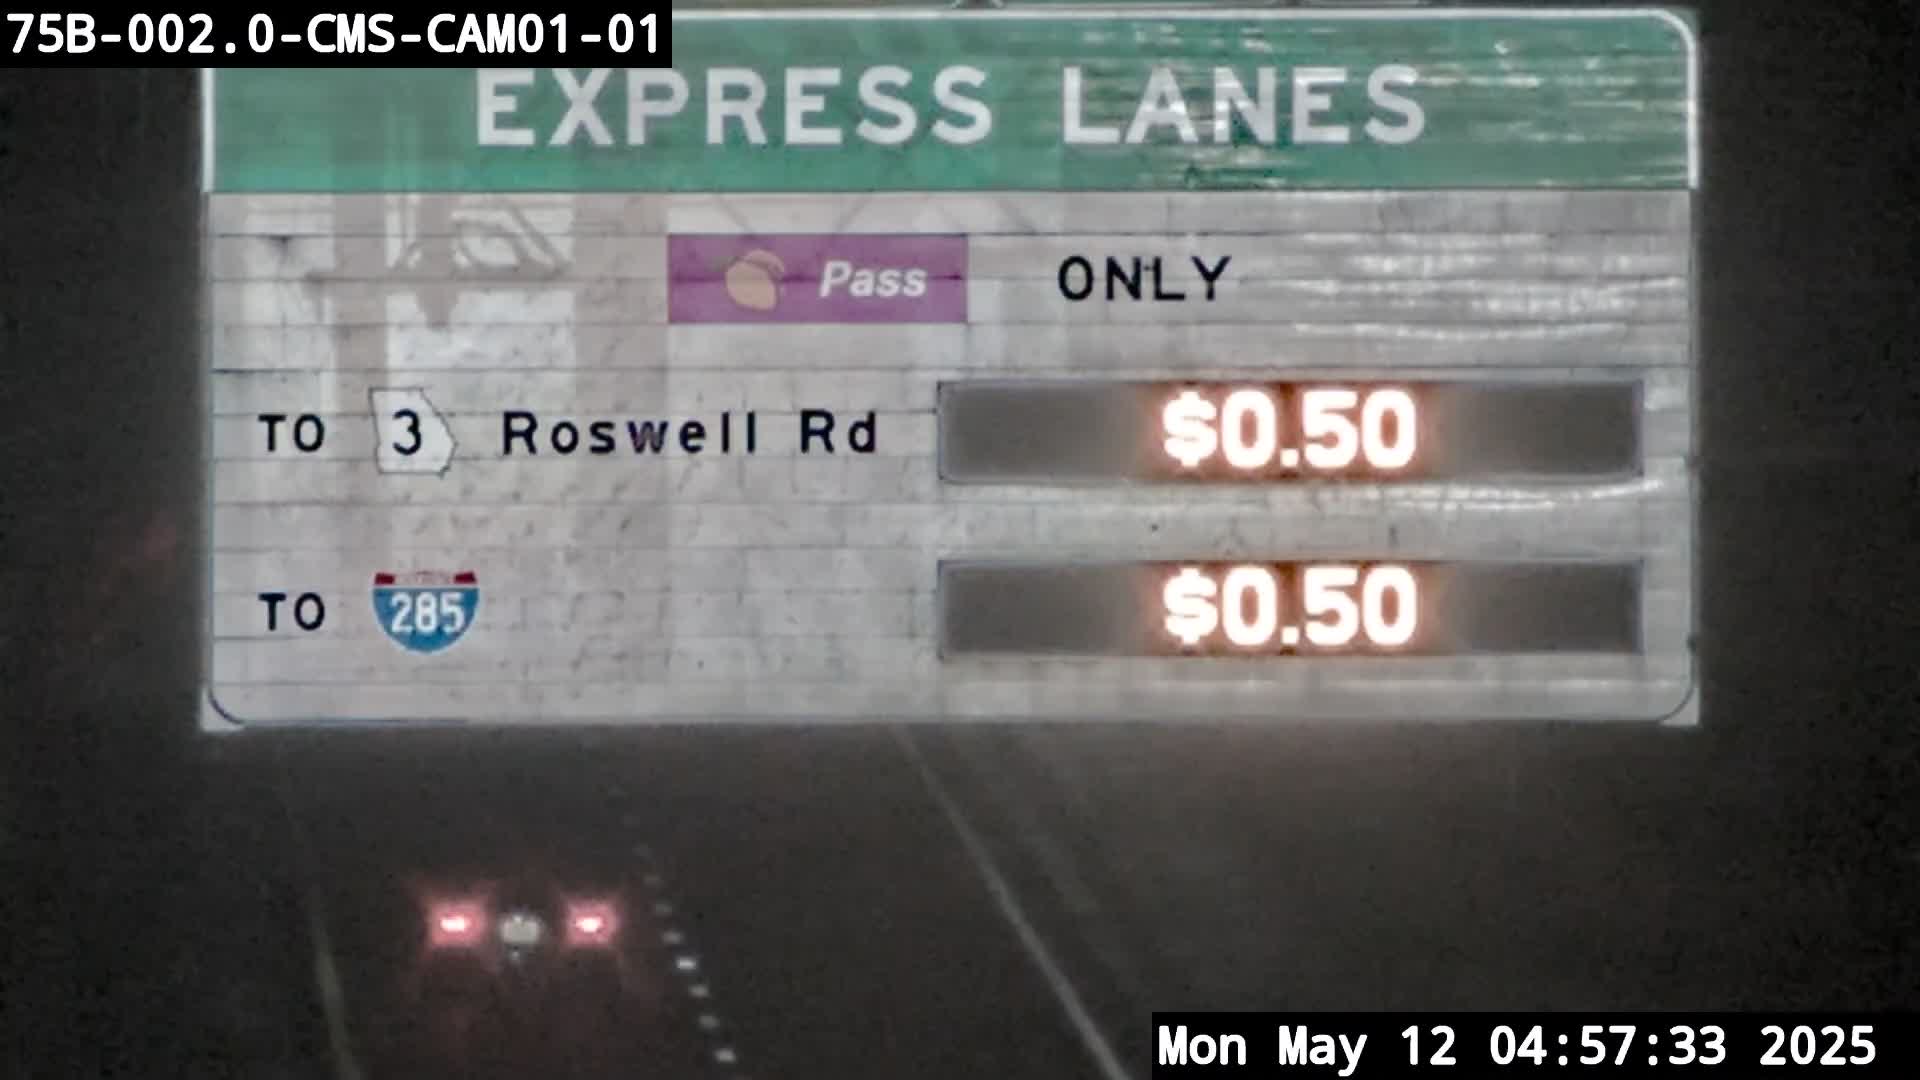 75B-002.0-CMS-CAM01-01
EXPRESS LANES
Pass ONLY
TO 3 Roswell Rd $0.50
TO 285 $0.50
Mon May 12 04:57:33 2025